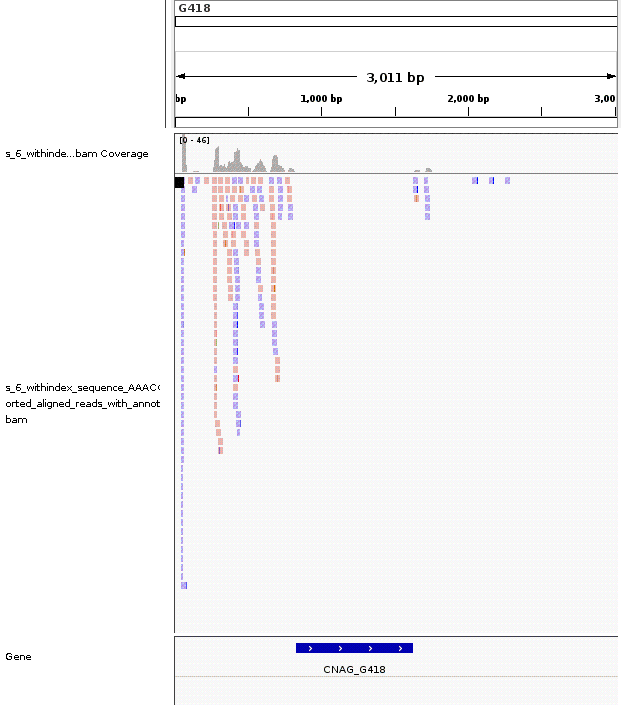 G418
3,011 bp
bp 1,000 bp 2,000 bp 3,00
[0 - 46]
s_6_withinde...bam Coverage
s_6_withindex_sequence_AAAC
orted_aligned_reads_with_annot
bam
Gene
CNAG_G418